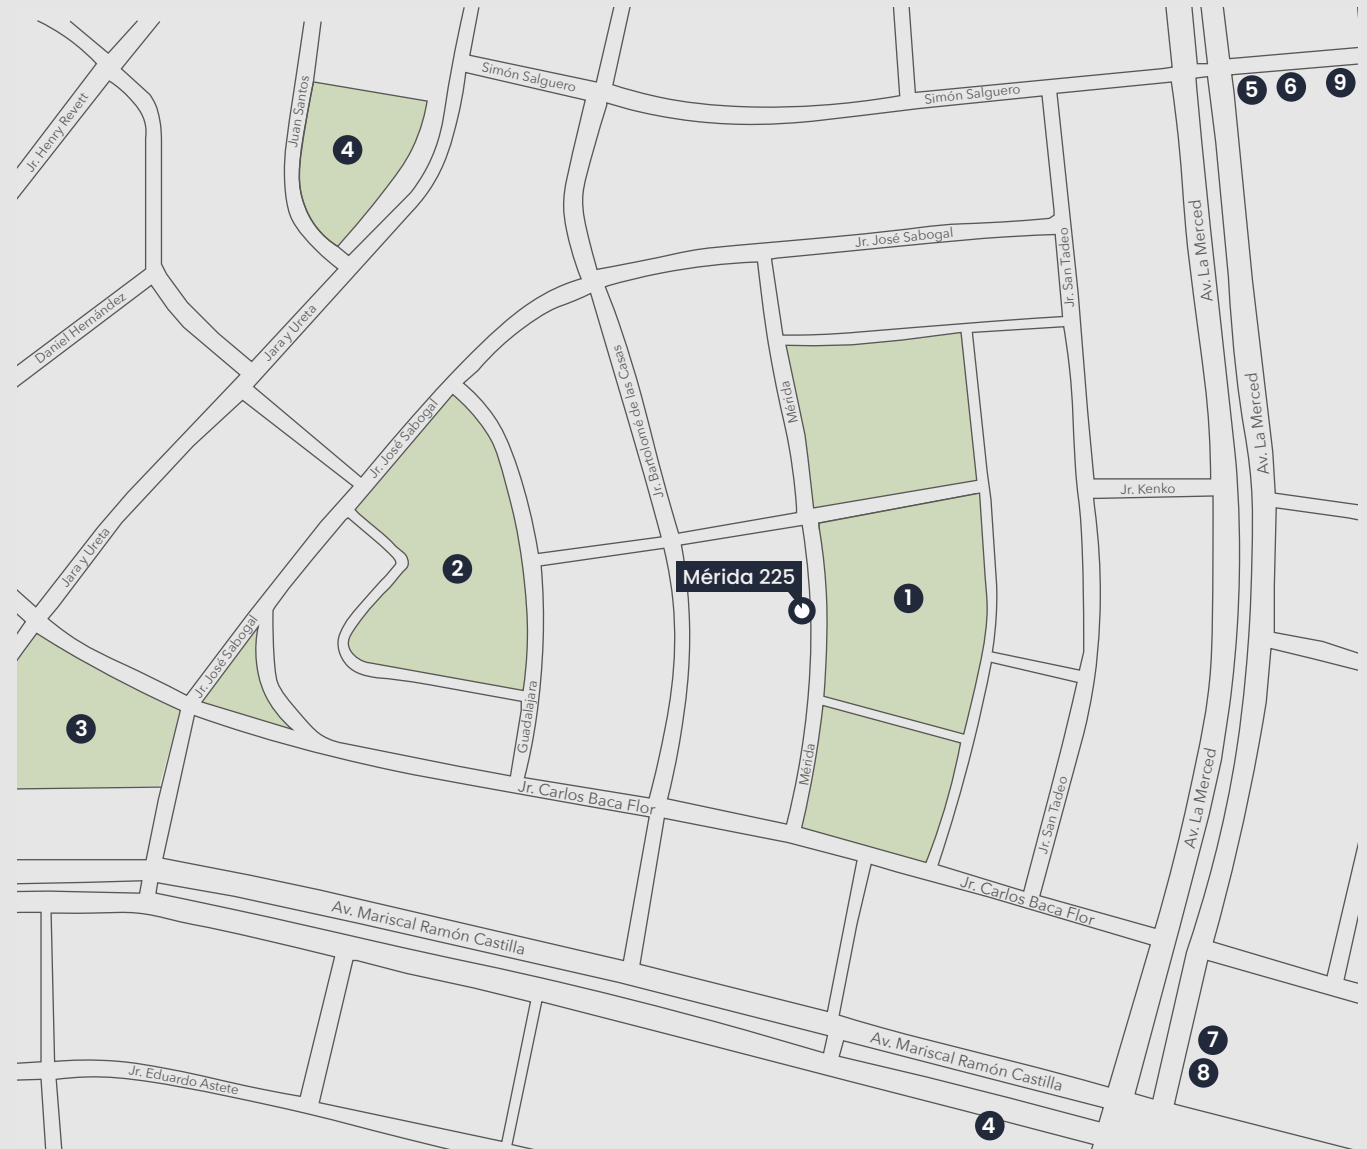 Simón Salguero
5
6
9
Juan Santos
Simón Salguero
Jr. Henry Revett
4
Av. La Merced
Jr. José Sabogal
Jr. San Tadeo
Daniel Hernández
Jara y Ureta
Jr. Bartolomé de las Casas
Mérida
Av. La Merced
Jr. José Sabogal
Jr. Kenko
Jara y Ureta
2
Mérida 225
1
Jr. José Sabogal
Guadalajara
3
Mérida
Jr. Carlos Baca Flor
Jr. San Tadeo
Av. La Merced
Jr. Carlos Baca Flor
Av. Mariscal Ramón Castilla
7
Av. Mariscal Ramón Castilla
8
Jr. Eduardo Astete
4